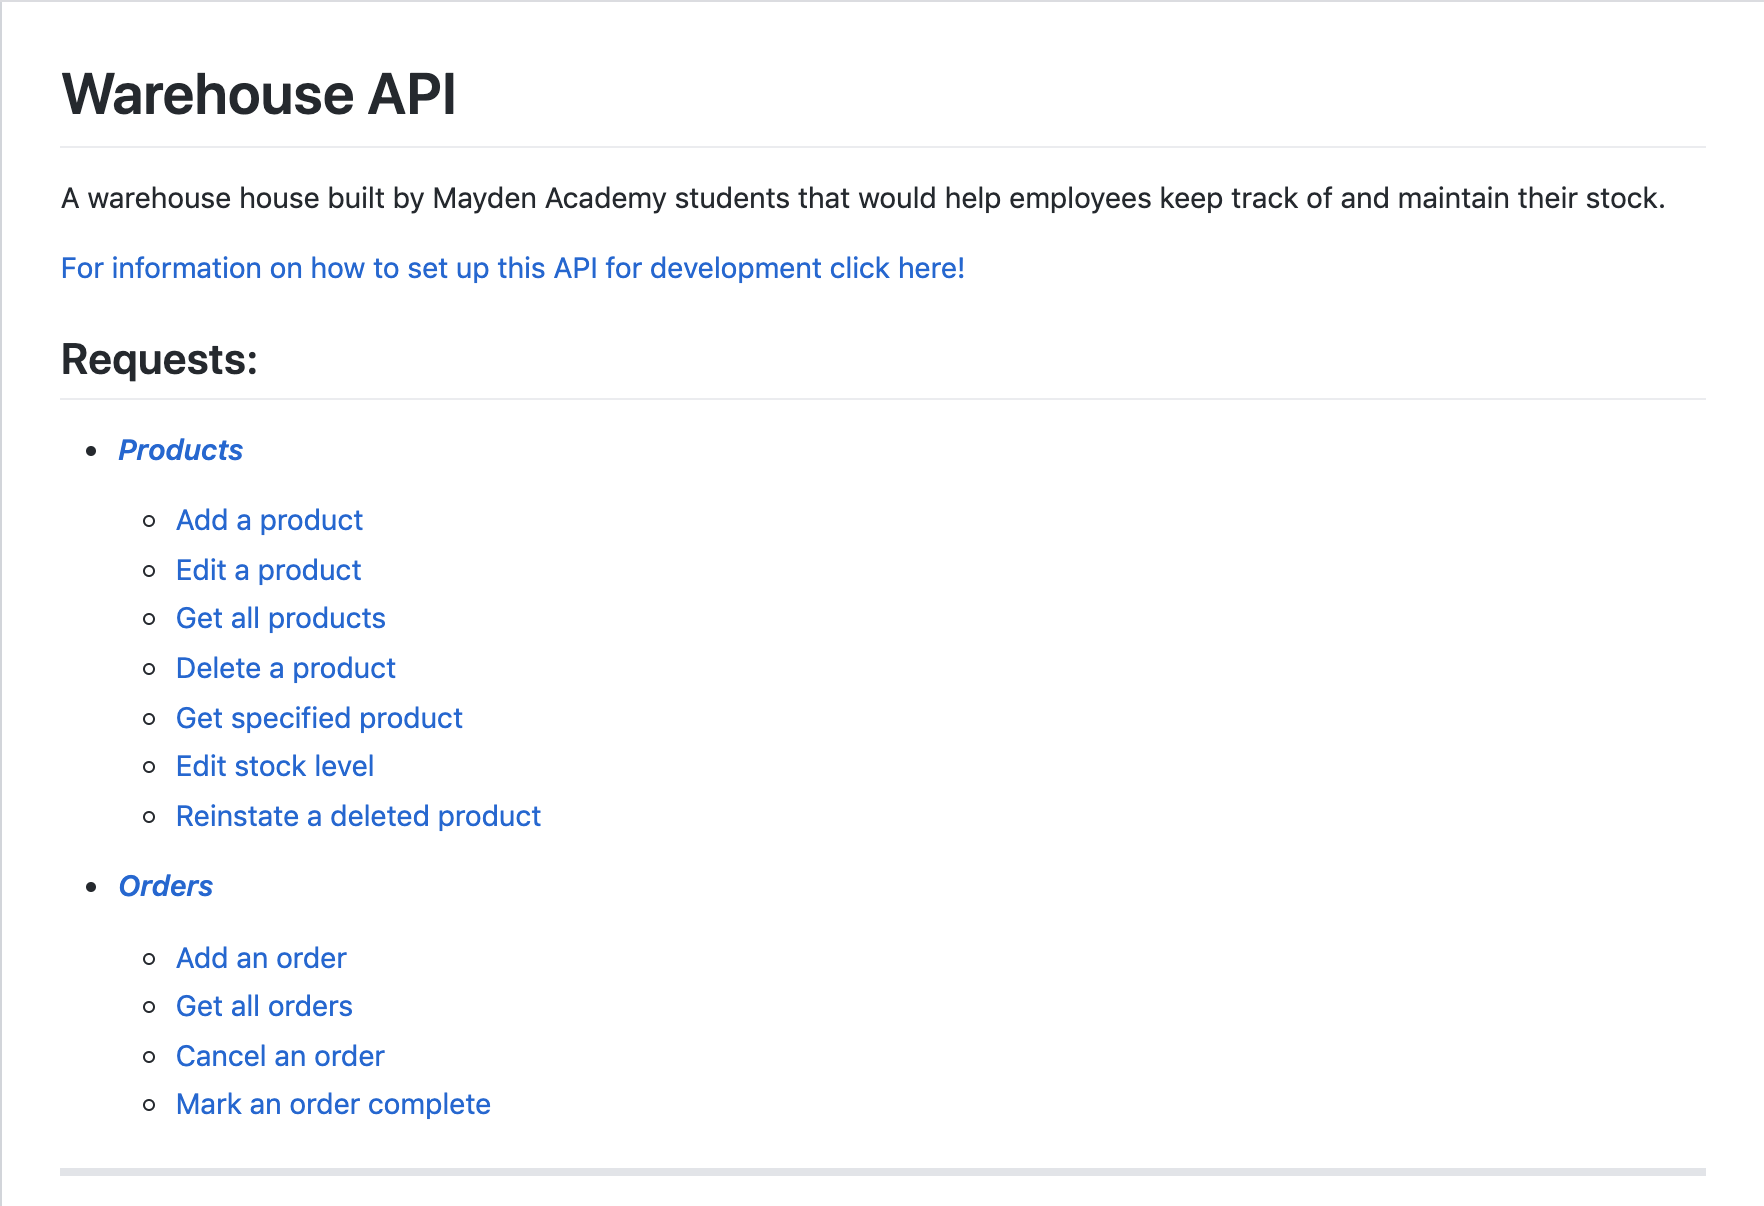 Warehouse API
A warehouse house built by Mayden Academy students that would help employees keep track of and maintain their stock.
For information on how to set up this API for development click here!
Requests:
Products
Add a product
Edit a product
Get all products
Delete a product
Get specified product
Edit stock level
Reinstate a deleted product
Orders
Add an order
Get all orders
Cancel an order
Mark an order complete